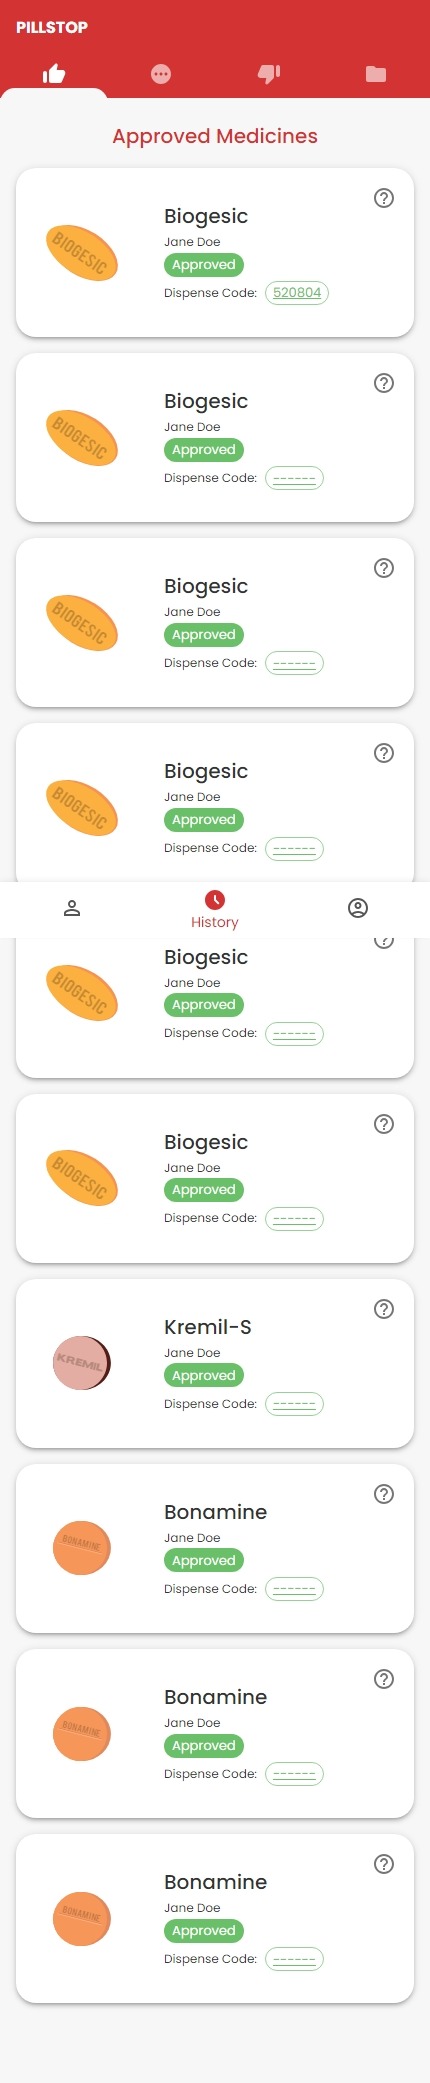 PILLSTOP
Approved Medicines
BIOGESIC
Biogesic
Jane Doe
Approved
Dispense Code: 520804
BIOGESIC
Biogesic
Jane Doe
Approved
Dispense Code: ------
BIOGESIC
Biogesic
Jane Doe
Approved
Dispense Code: ------
BIOGESIC
Biogesic
Jane Doe
Approved
Dispense Code: ------
History
BIOGESIC
Biogesic
Jane Doe
Approved
Dispense Code: ------
BIOGESIC
Biogesic
Jane Doe
Approved
Dispense Code: ------
KREMIL
Kremil-S
Jane Doe
Approved
Dispense Code: ------
BONAMINE
Bonamine
Jane Doe
Approved
Dispense Code: ------
BONAMINE
Bonamine
Jane Doe
Approved
Dispense Code: ------
BONAMINE
Bonamine
Jane Doe
Approved
Dispense Code: ------